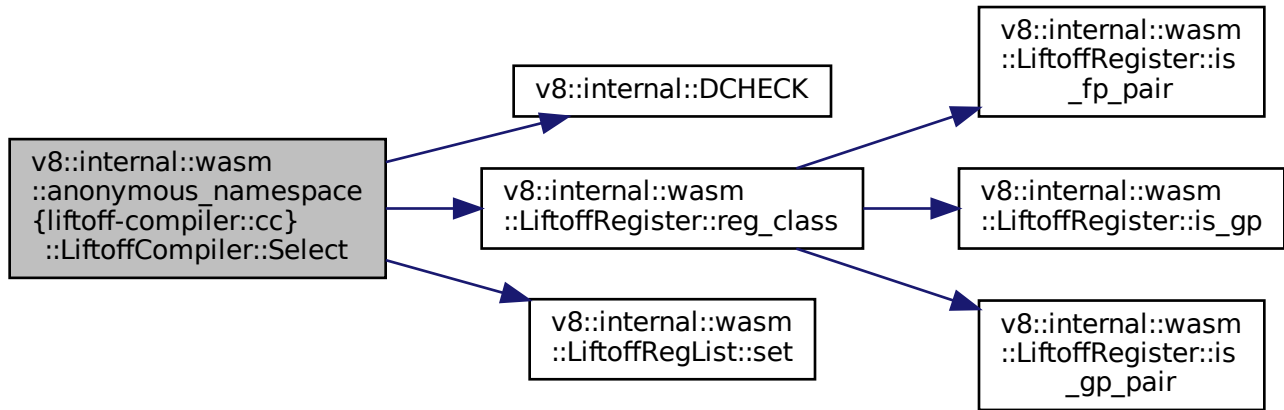 v8::internal::wasm
::anonymous_namespace
{liftoff-compiler::cc}
::LiftoffCompiler::Select
v8::internal::DCHECK
v8::internal::wasm
::LiftoffRegister::reg_class
v8::internal::wasm
::LiftoffRegList::set
v8::internal::wasm
::LiftoffRegister::is
_fp_pair
v8::internal::wasm
::LiftoffRegister::is_gp
v8::internal::wasm
::LiftoffRegister::is
_gp_pair